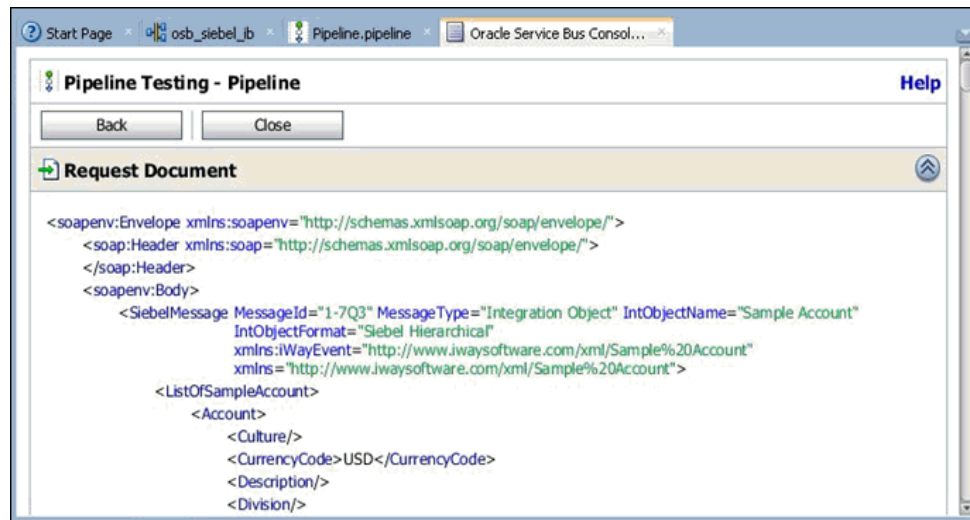 Start Page osb_siebel_ib Pipeline.pipeline Oracle Service Bus Consol...
Pipeline Testing - Pipeline Help
Back Close
Request Document
<soapenv:Envelope xmlns:soapenv="http://schemas.xmlsoap.org/soap/envelope/">
<soap:Header xmlns:soap="http://schemas.xmlsoap.org/soap/envelope/">
</soap:Header>
<soapenv:Body>
<SiebelMessage MessageId="1-7Q3" MessageType="Integration Object" IntObjectName="Sample Account"
IntObjectFormat="Siebel Hierarchical"
xmlns:iWayEvent="http://www.iwaysoftware.com/xml/Sample%20Account"
xmlns="http://www.iwaysoftware.com/xml/Sample%20Account">
<ListOfSampleAccount>
<Account>
<Culture/>
<CurrencyCode>USD</CurrencyCode>
<Description/>
<Division/>